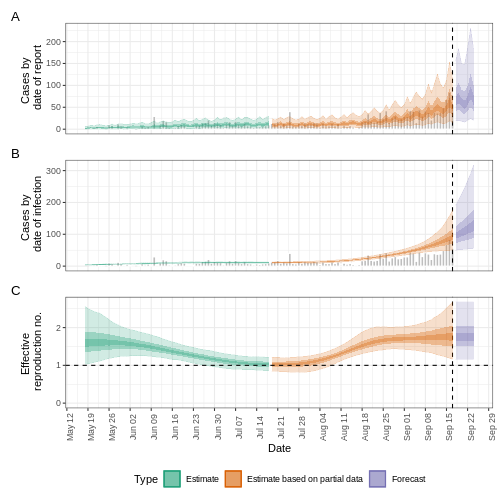 A
Cases by
date of report
200
150
100
50
0
B
Cases by
date of infection
300
200
100
0
C
Effective
reproduction no.
2
1
0
May 12
May 19
May 26
Jun 02
Jun 09
Jun 16
Jun 23
Jun 30
Jul 07
Jul 14
Jul 21
Jul 28
Aug 04
Aug 11
Aug 18
Aug 25
Sep 01
Sep 08
Sep 15
Sep 22
Sep 29
Date
Type
Estimate
Estimate based on partial data
Forecast